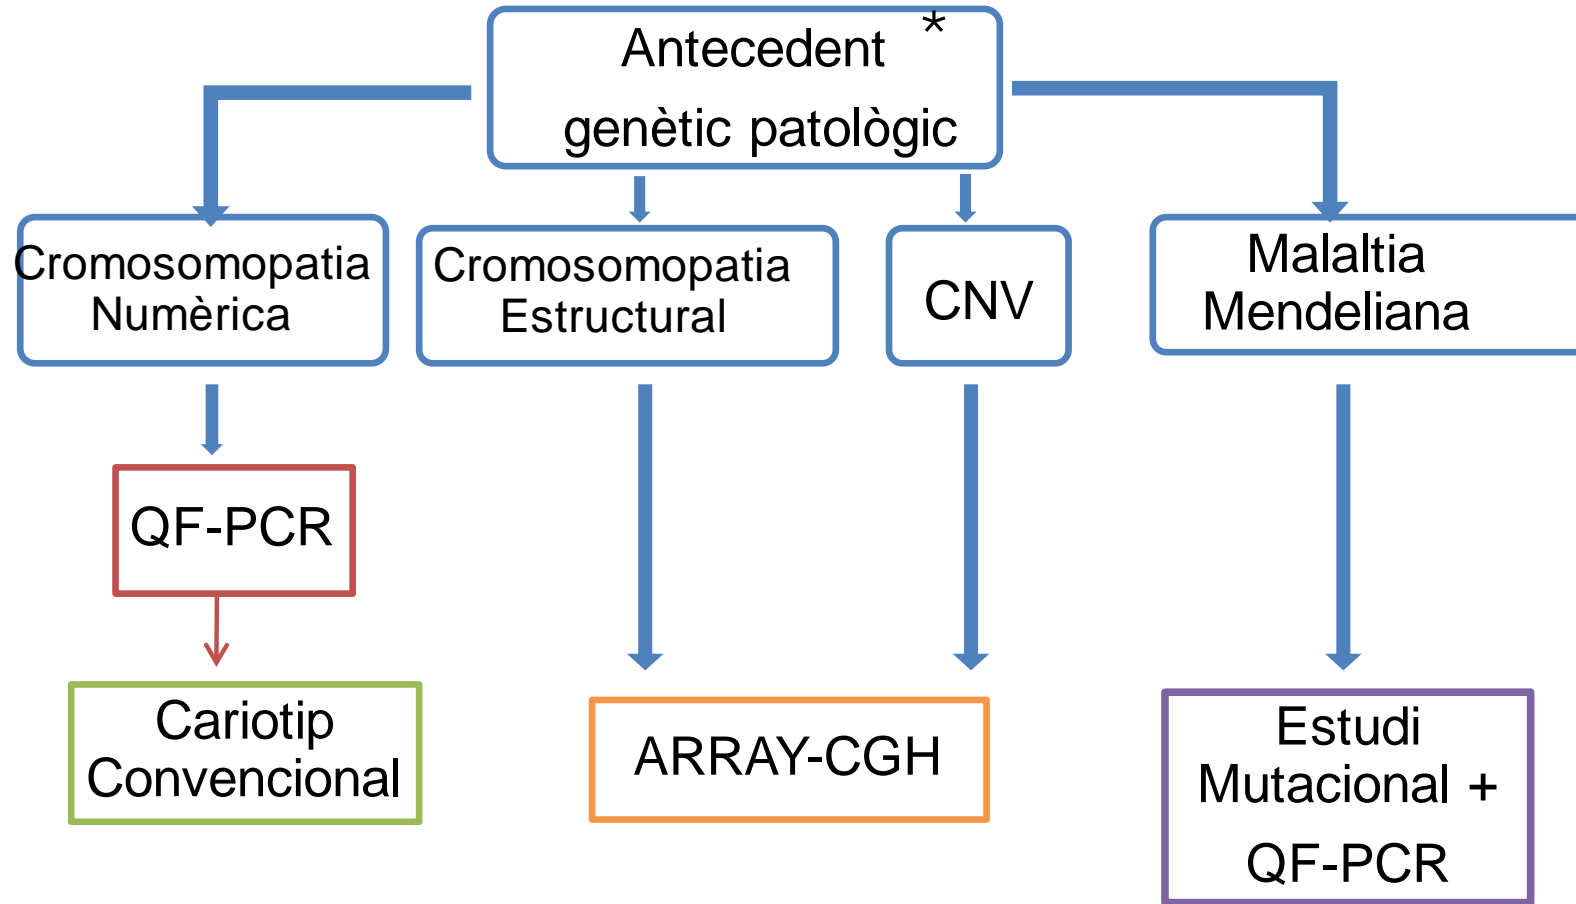 Antecedent *
genètic patològic
Cromosomopatia
Numèrica
Cromosomopatia
Estructural
CNV
Malaltia
Mendeliana
QF-PCR
Cariotip
Convencional
ARRAY-CGH
Estudi
Mutacional +
QF-PCR